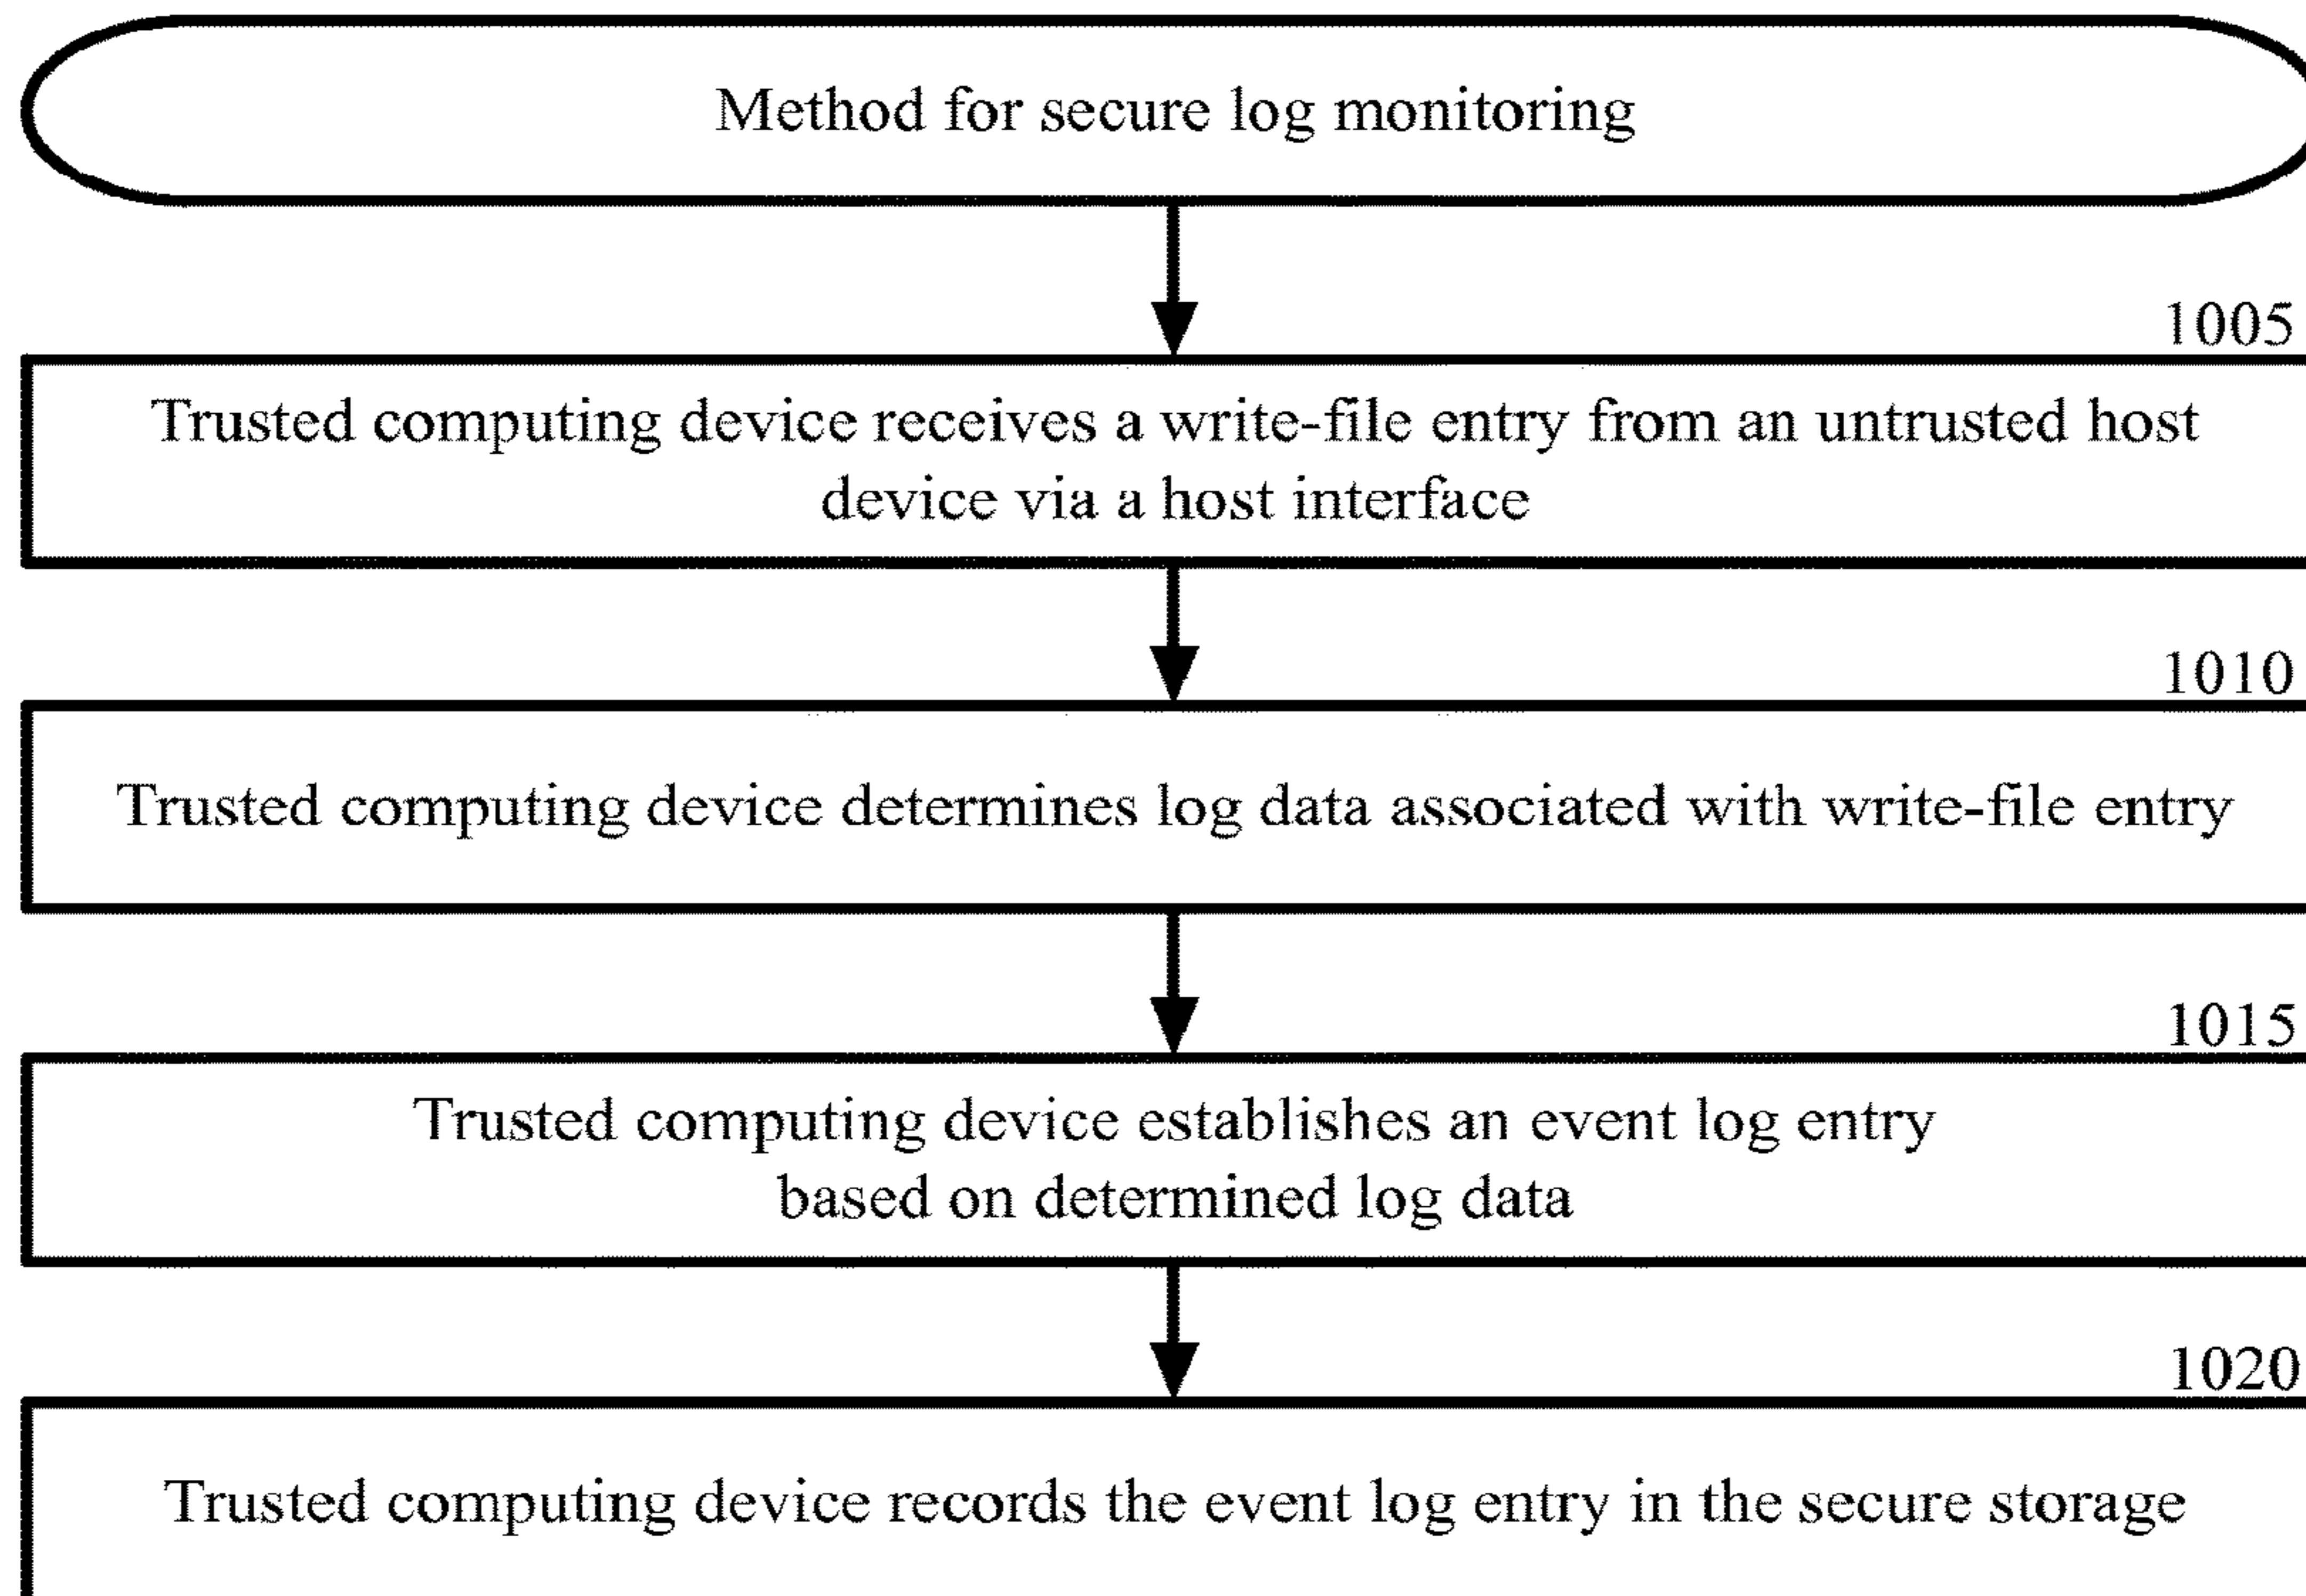 Method for secure log monitoring
1005
Trusted computing device receives a write-file entry from an untrusted host
device via a host interface
1010
Trusted computing device determines log data associated with write-file entry
1015
Trusted computing device establishes an event log entry
based on determined log data
1020
Trusted computing device records the event log entry in the secure storage